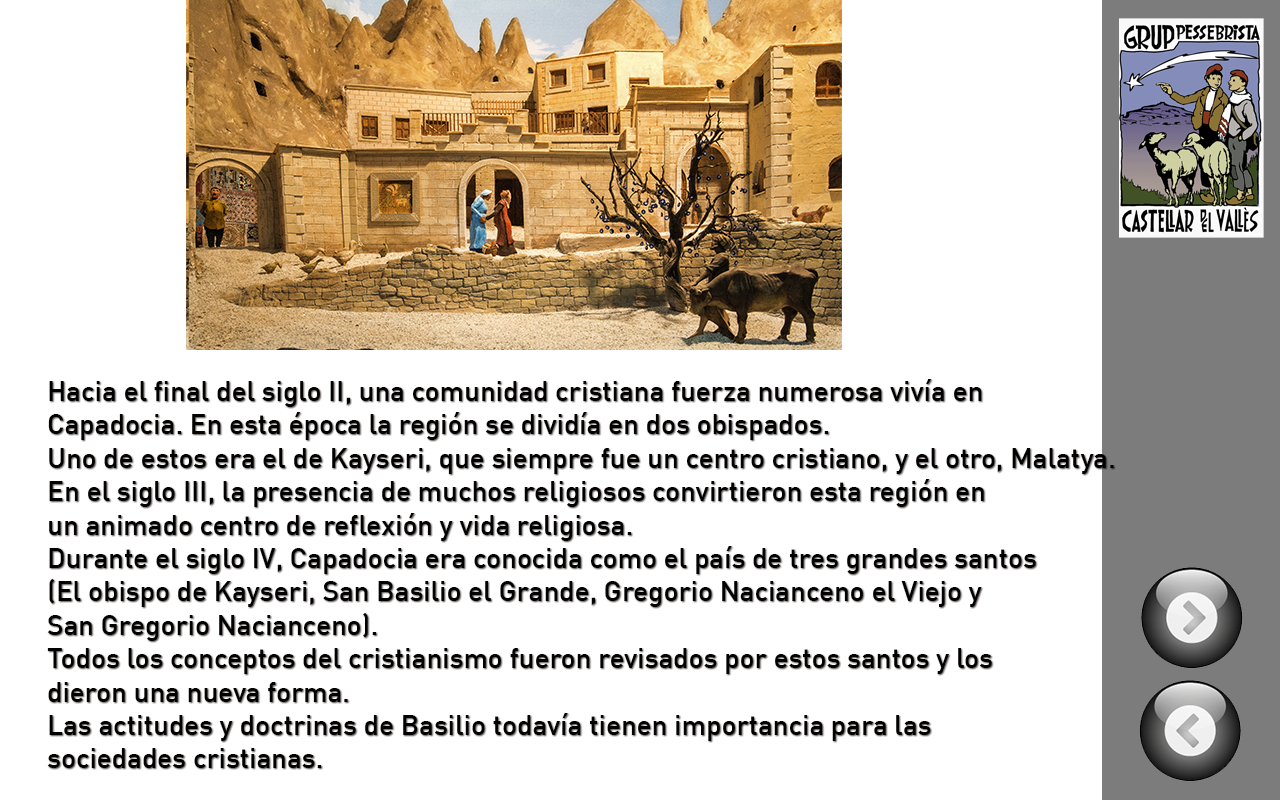 GRUP PESSEBRISTA
CASTELLAR DEL VALLÈS
Hacia el final del siglo II, una comunidad cristiana fuerza numerosa vivía en
Capadocia. En esta época la región se dividía en dos obispados.
Uno de estos era el de Kayseri, que siempre fue un centro cristiano, y el otro, Malatya.
En el siglo III, la presencia de muchos religiosos convirtieron esta región en
un animado centro de reflexión y vida religiosa.
Durante el siglo IV, Capadocia era conocida como el país de tres grandes santos
(El obispo de Kayseri, San Basilio el Grande, Gregorio Nacianceno el Viejo y
San Gregorio Nacianceno).
Todos los conceptos del cristianismo fueron revisados por estos santos y los
dieron una nueva forma.
Las actitudes y doctrinas de Basilio todavía tienen importancia para las
sociedades cristianas.